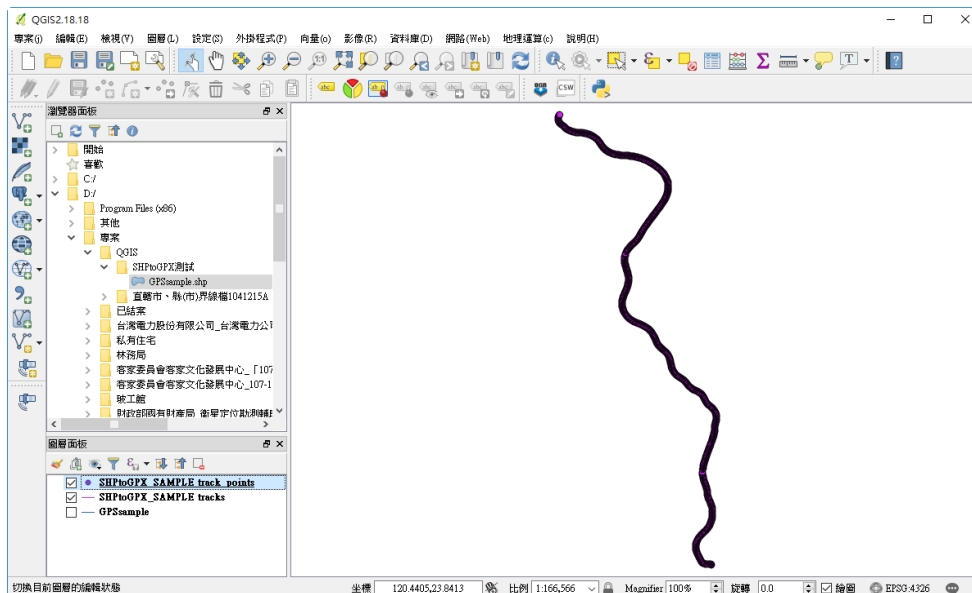 QGIS2.18.18
專案(j) 編輯(E) 檢視(V) 圖層(L) 設定(S) 外掛程式(P) 向量(o) 影像(R) 資料庫(D) 網路(Web) 地理運算(c) 說明(H)
瀏覽器面板
開始
喜歡
C:/
D:/
Program Files (x86)
其他
專案
QGIS
SHPtoGPX測試
GPSsample.shp
直轄市、縣(市)界線檔1041215A
已結案
台灣電力股份有限公司_台灣電力公司
私有住宅
林務局
客家委員會客家文化發展中心_「107
客家委員會客家文化發展中心_107-1
玻工館
財政部國有財產局 衛星定位勘測輔助
圖層面板
SHPtoGPX_SAMPLE track_points
SHPtoGPX_SAMPLE tracks
GPSsample
切換目前圖層的編輯狀態 坐標 120.4405,23.8413 比例 1:166,566 Magnifier 100% 旋轉 0.0 繪圖 EPSG:4326